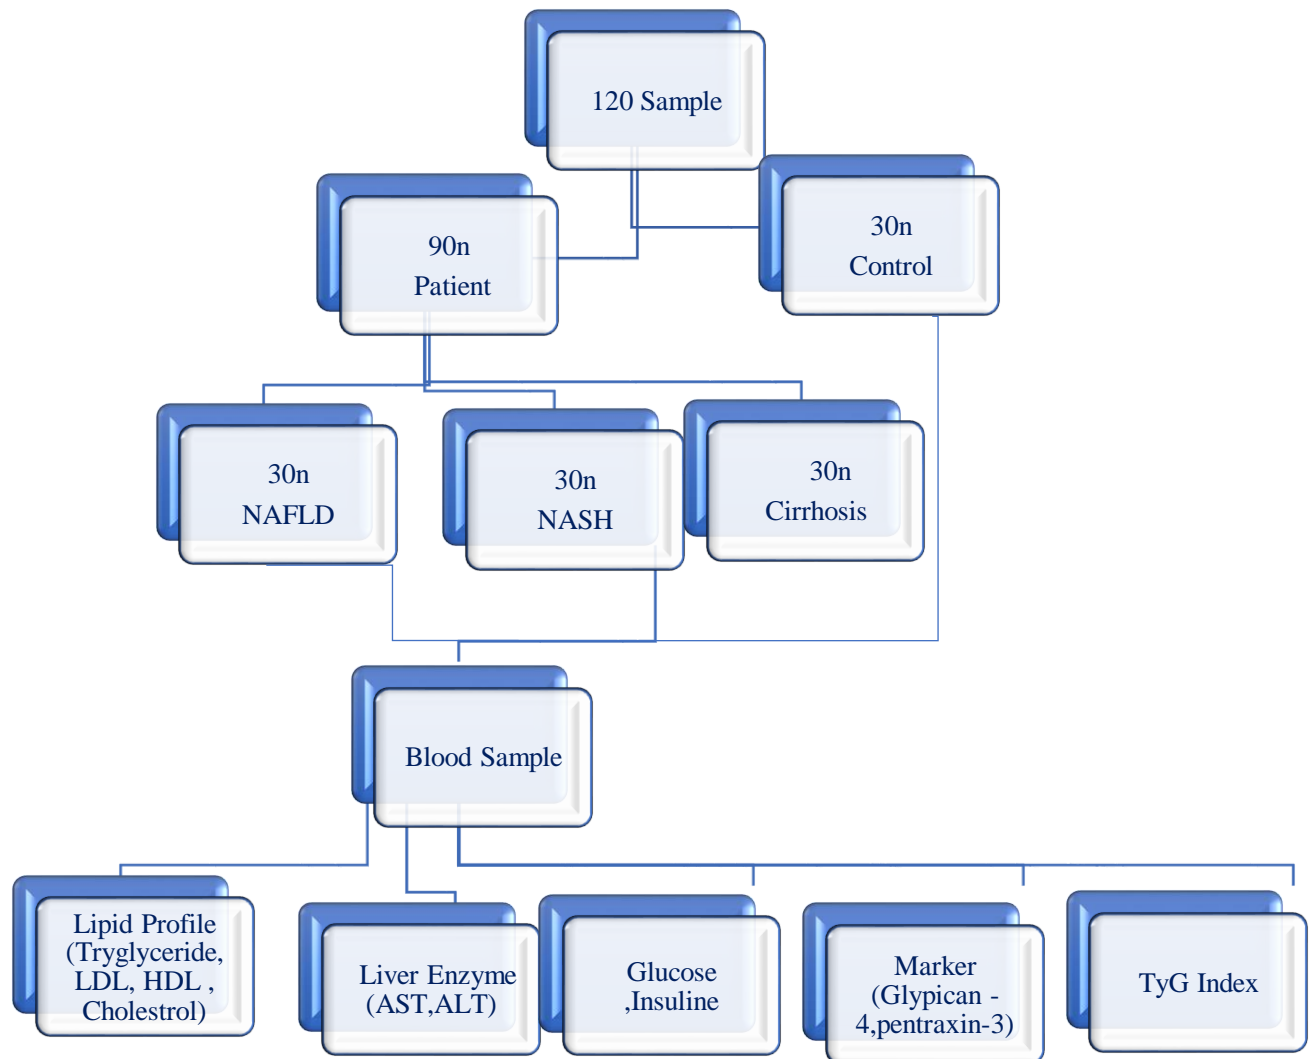 120 Sample
90n
Patient
30n
Control
30n
NAFLD
30n
NASH
30n
Cirrhosis
Blood Sample
Lipid Profile
(Tryglyceride,
LDL, HDL ,
Cholestrol)
Liver Enzyme
(AST,ALT)
Glucose
,Insuline
Marker
(Glypican -
4,pentraxin-3)
TyG Index